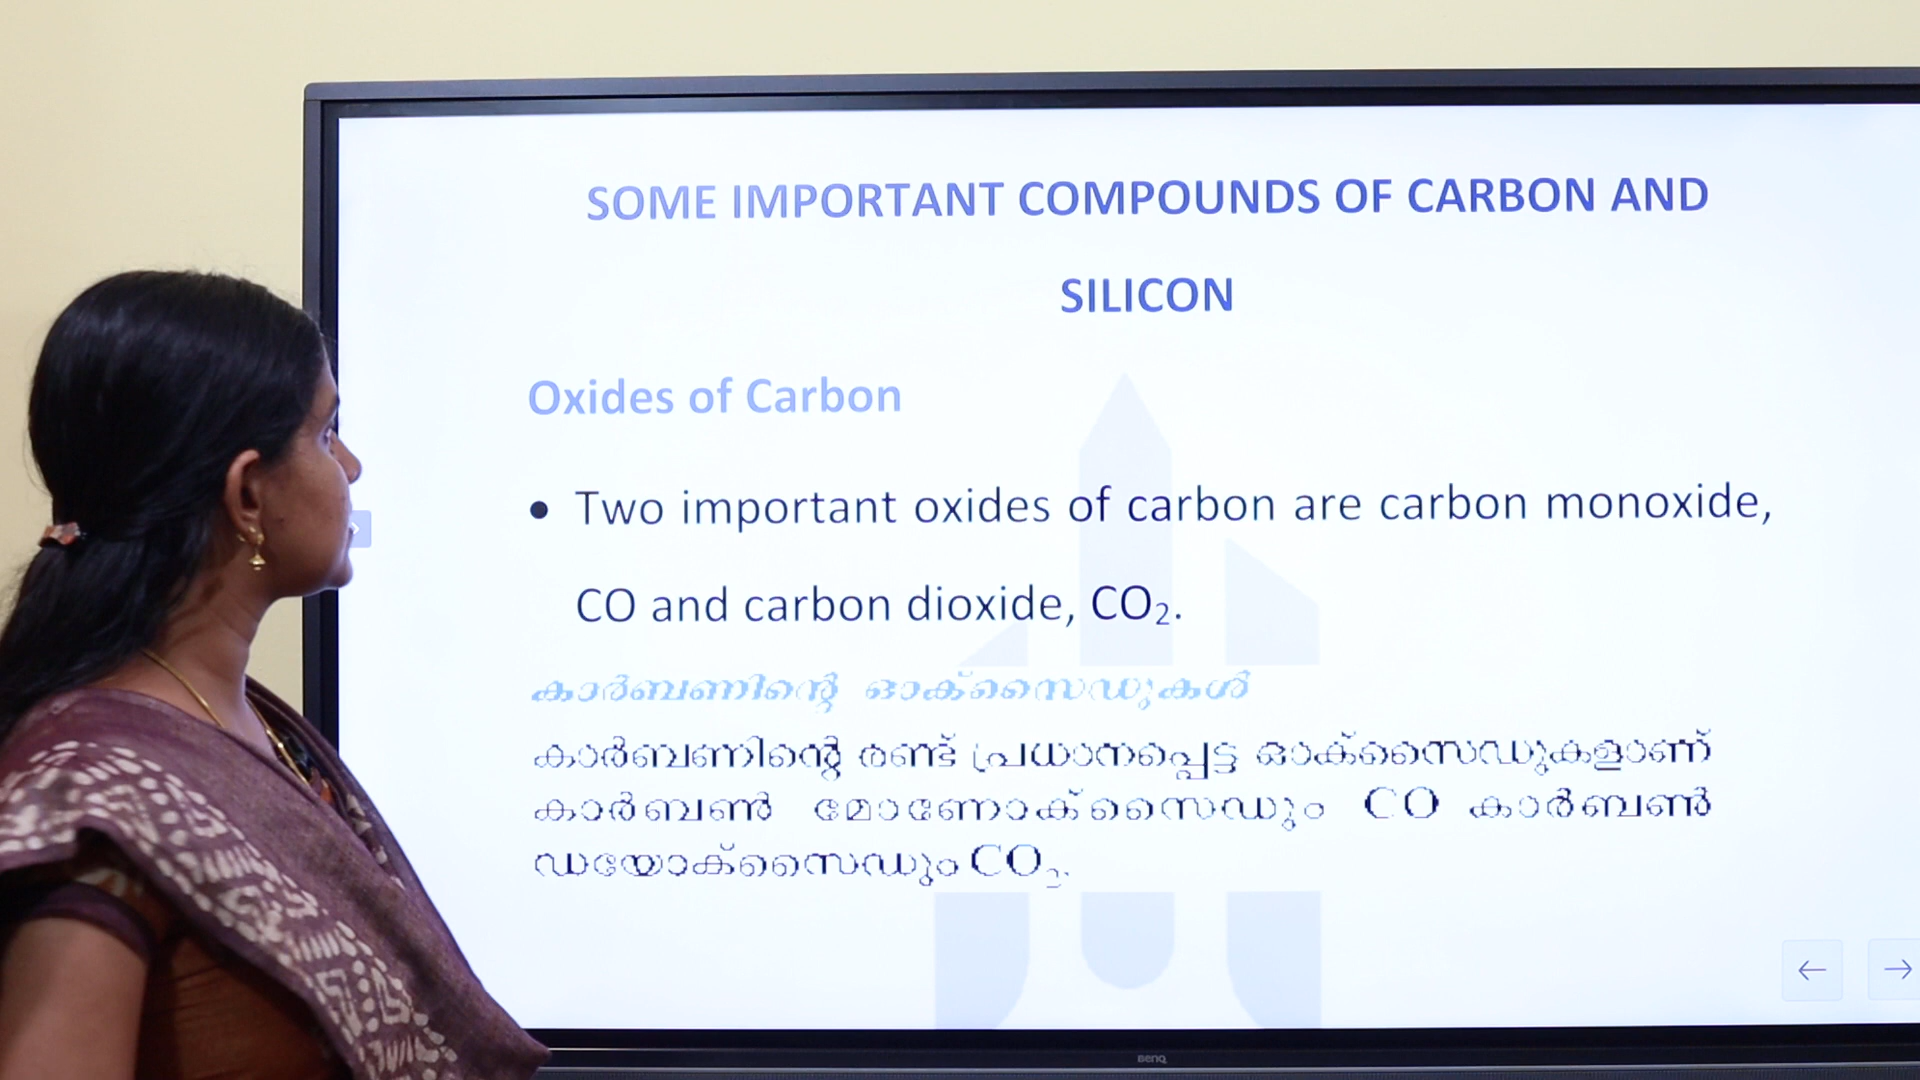 SOME IMPORTANT COMPOUNDS OF CARBON AND
SILICON
Oxides of Carbon
• Two important oxides of carbon are carbon monoxide,
CO and carbon dioxide, CO₂.
കാർബണിന്റെ ഓക്സൈഡുകൾ
കാർബണിന്റെ രണ്ട് പ്രധാനപ്പെട്ട ഓക്സൈഡുകളാണ്
കാർബൺ മോണോക്സൈഡും CO കാർബൺ
ഡയോക്സൈഡും CO₂.
BenQ